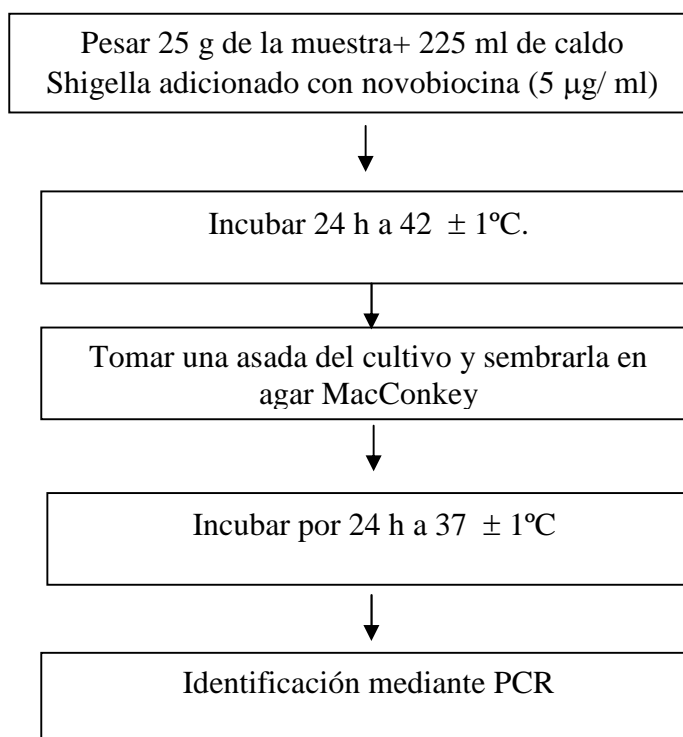 Pesar 25 g de la muestra+ 225 ml de caldo
Shigella adicionado con novobiocina (5 μg/ ml)
Incubar 24 h a 42  ± 1ºC.
Tomar una asada del cultivo y sembrarla en
agar MacConkey
Incubar por 24 h a 37  ± 1ºC
Identificación mediante PCR